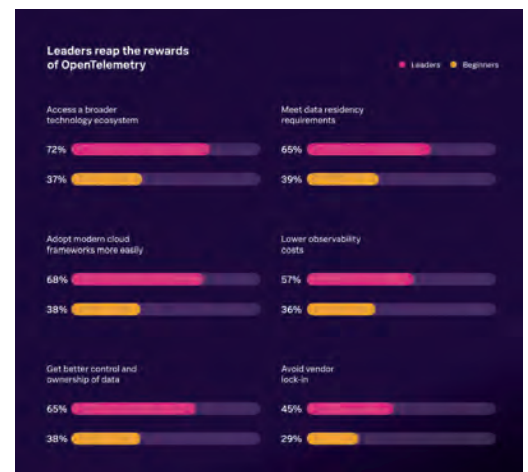 Leaders reap the rewards
of OpenTelemetry
Leaders Beginners
Access a broader
technology ecosystem
72%
37%
Meet data residency
requirements
65%
39%
Adopt modern cloud
frameworks more easily
68%
38%
Lower observability
costs
57%
36%
Get better control and
ownership of data
65%
38%
Avoid vendor
lock-in
45%
29%